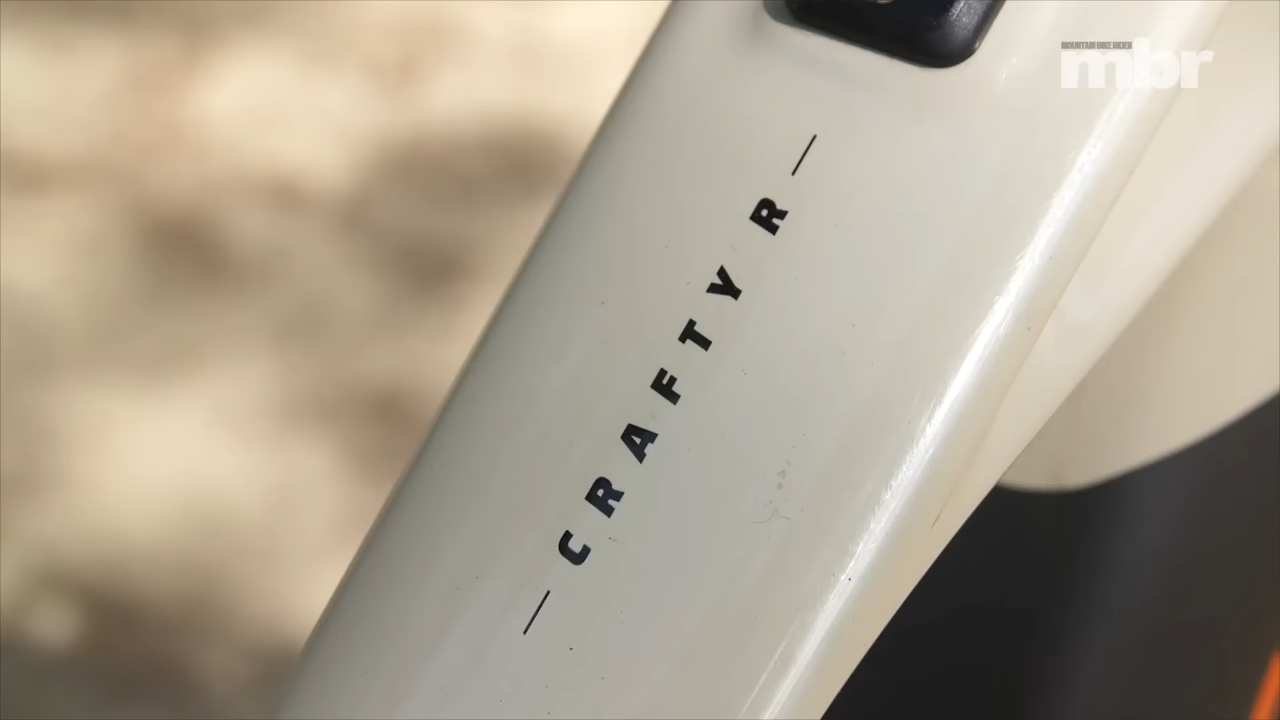 MOUNTAIN BIKE RIDER
mbr
— CRAFTY R —